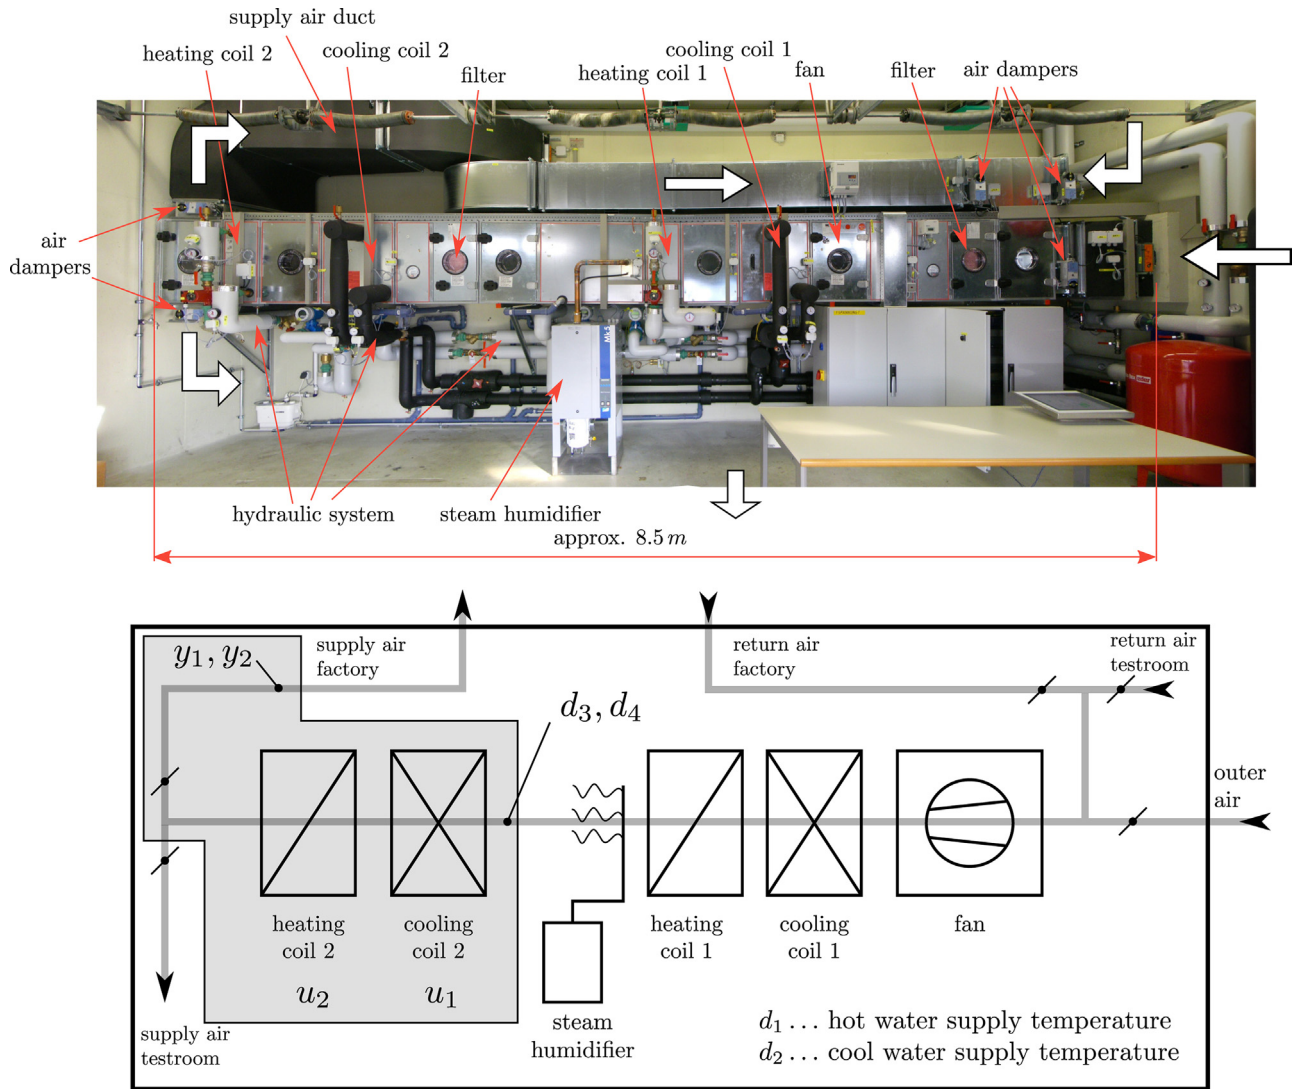 supply air duct
heating coil 2
cooling coil 2
filter
heating coil 1
cooling coil 1
fan
filter
air dampers
air
dampers
Mk5
hydraulic system
steam humidifier
approx. 8.5 m
y₁, y₂
supply air
factory
return air
factory
return air
testroom
d₃, d₄
outer
air
heating
coil 2
cooling
coil 2
heating
coil 1
cooling
coil 1
fan
u₂
u₁
steam
humidifier
supply air
testroom
d₁ ... hot water supply temperature
d₂ ... cool water supply temperature